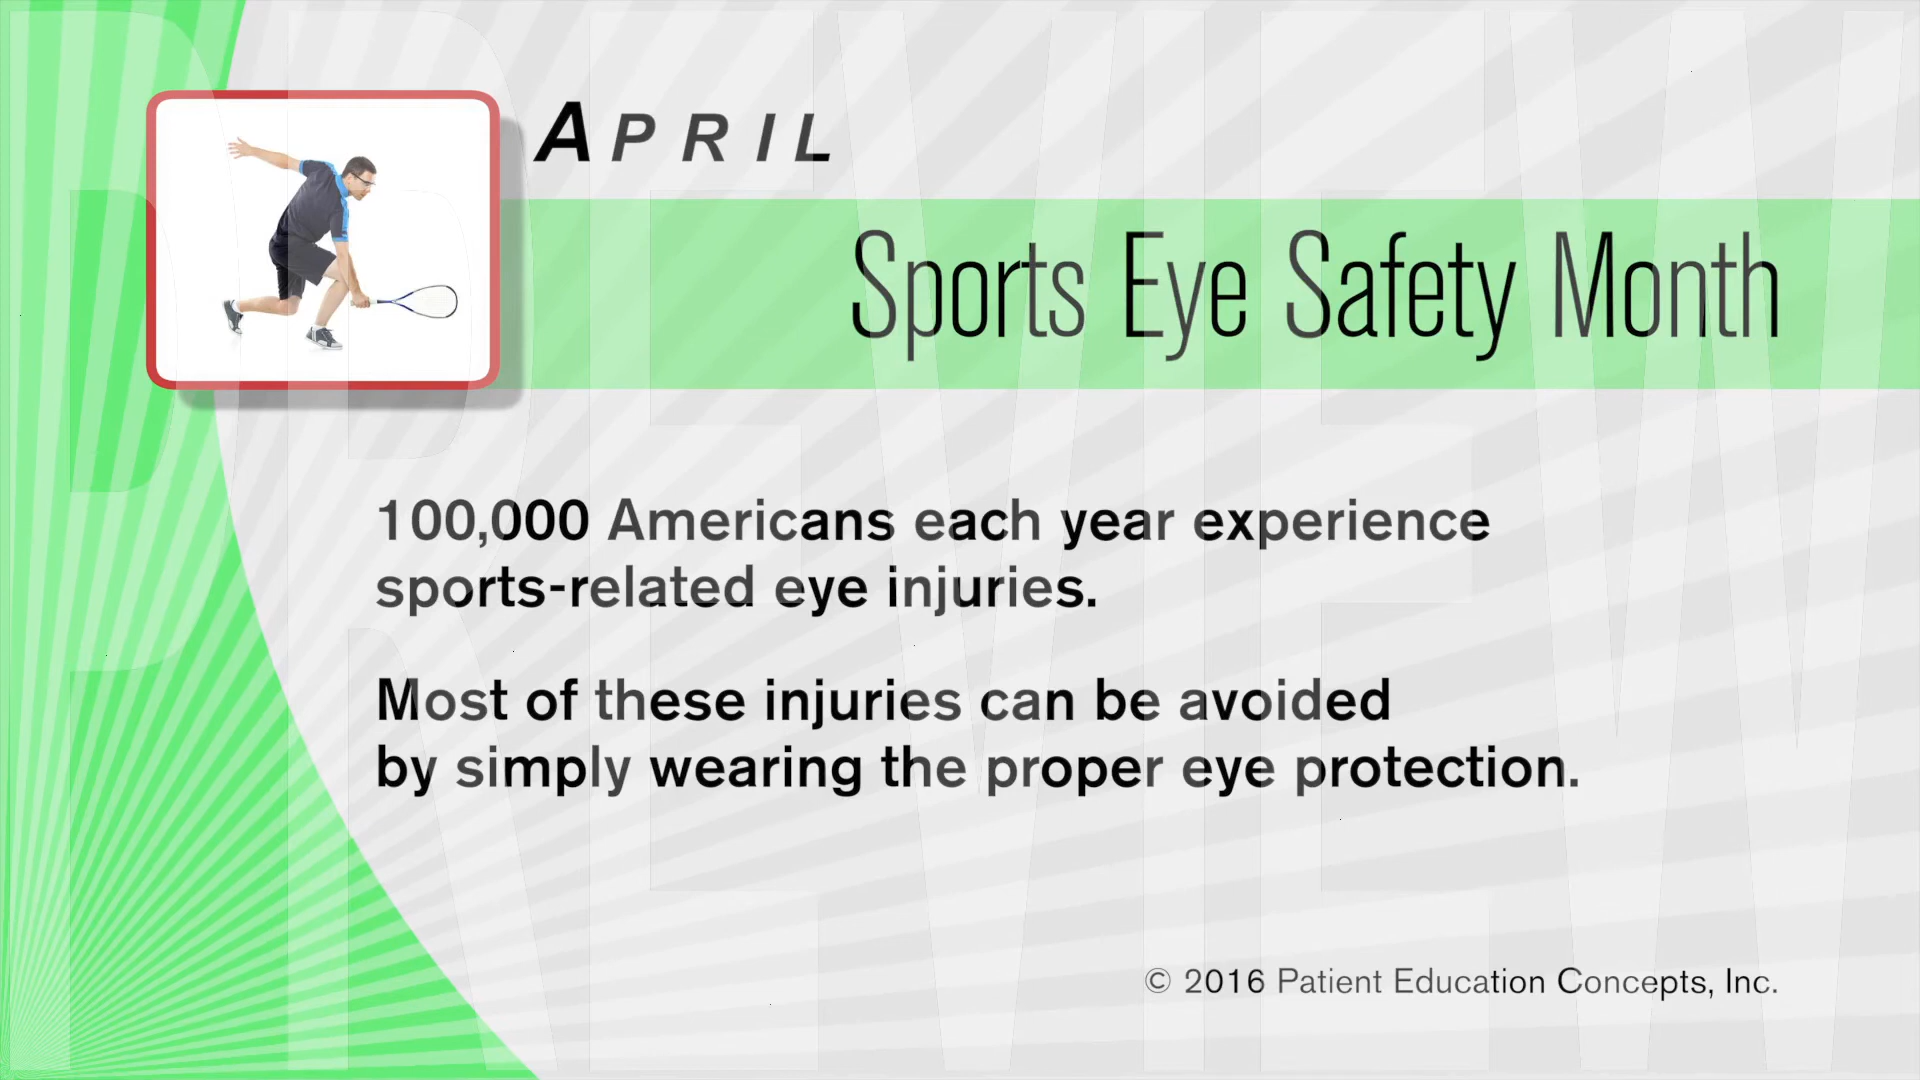 APRIL
Sports Eye Safety Month
100,000 Americans each year experience
sports-related eye injuries.
Most of these injuries can be avoided
by simply wearing the proper eye protection.
© 2016 Patient Education Concepts, Inc.
PREVIEW